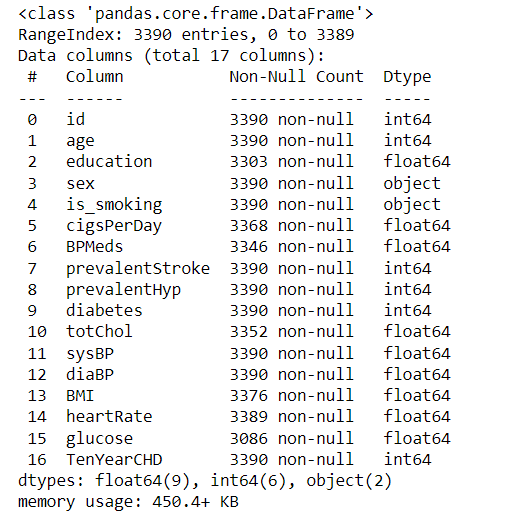 <class 'pandas.core.frame.DataFrame'>
RangeIndex: 3390 entries, 0 to 3389
Data columns (total 17 columns):
 #   Column           Non-Null Count  Dtype
---  ------           --------------  -----
 0   id               3390 non-null   int64
 1   age              3390 non-null   int64
 2   education        3303 non-null   float64
 3   sex              3390 non-null   object
 4   is_smoking       3390 non-null   object
 5   cigsPerDay       3368 non-null   float64
 6   BPMeds           3346 non-null   float64
 7   prevalentStroke  3390 non-null   int64
 8   prevalentHyp     3390 non-null   int64
 9   diabetes         3390 non-null   int64
 10  totChol          3352 non-null   float64
 11  sysBP            3390 non-null   float64
 12  diaBP            3390 non-null   float64
 13  BMI              3376 non-null   float64
 14  heartRate        3389 non-null   float64
 15  glucose          3086 non-null   float64
 16  TenYearCHD       3390 non-null   int64
dtypes: float64(9), int64(6), object(2)
memory usage: 450.4+ KB